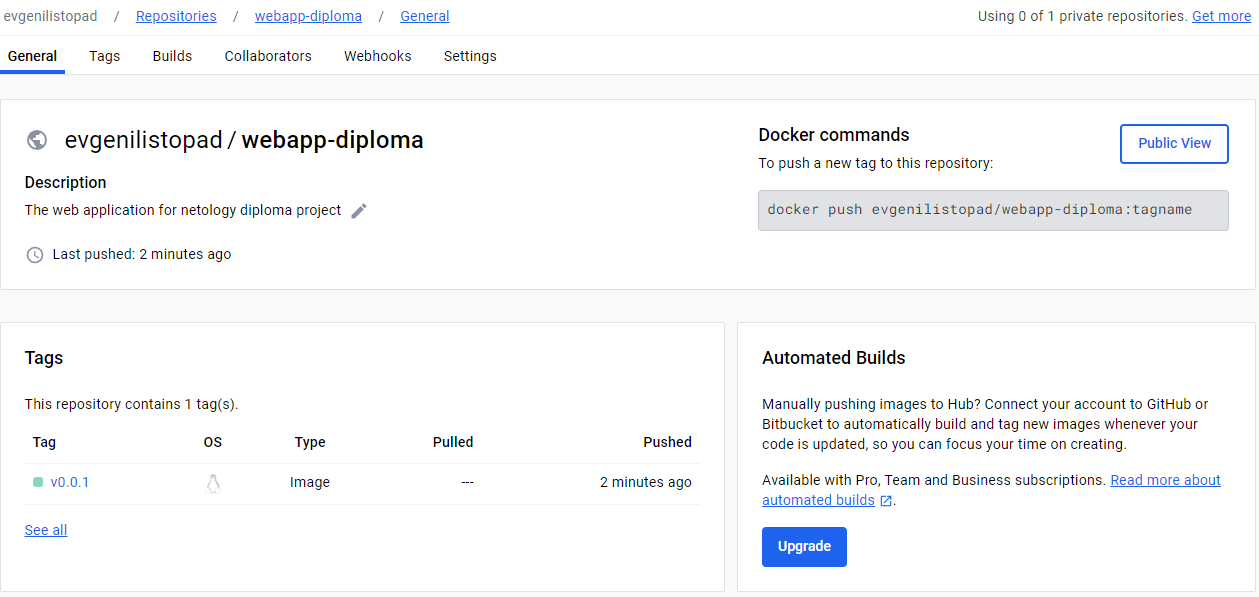 evgenilistopad / Repositories / webapp-diploma / General
Using 0 of 1 private repositories. Get more
General Tags Builds Collaborators Webhooks Settings
evgenilistopad / webapp-diploma
Description
The web application for netology diploma project
Last pushed: 2 minutes ago
Docker commands
To push a new tag to this repository:
Public View
docker push evgenilistopad/webapp-diploma:tagname
Tags
This repository contains 1 tag(s).
Tag OS Type Pulled Pushed
v0.0.1 Image --- 2 minutes ago
See all
Automated Builds
Manually pushing images to Hub? Connect your account to GitHub or
Bitbucket to automatically build and tag new images whenever your
code is updated, so you can focus your time on creating.
Available with Pro, Team and Business subscriptions. Read more about
automated builds.
Upgrade